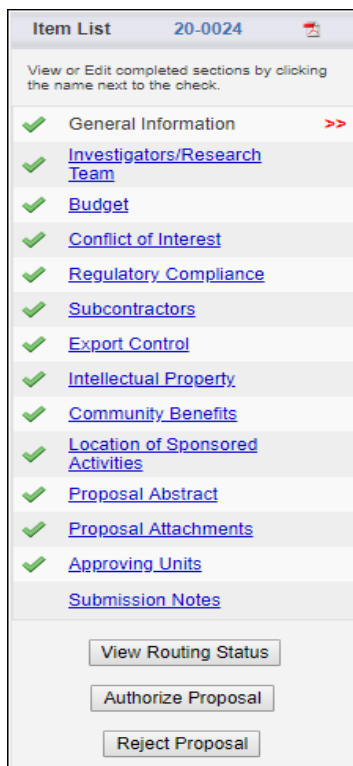 Item List 20-0024
View or Edit completed sections by clicking
the name next to the check.
General Information >>
Investigators/Research
Team
Budget
Conflict of Interest
Regulatory Compliance
Subcontractors
Export Control
Intellectual Property
Community Benefits
Location of Sponsored
Activities
Proposal Abstract
Proposal Attachments
Approving Units
Submission Notes
View Routing Status
Authorize Proposal
Reject Proposal